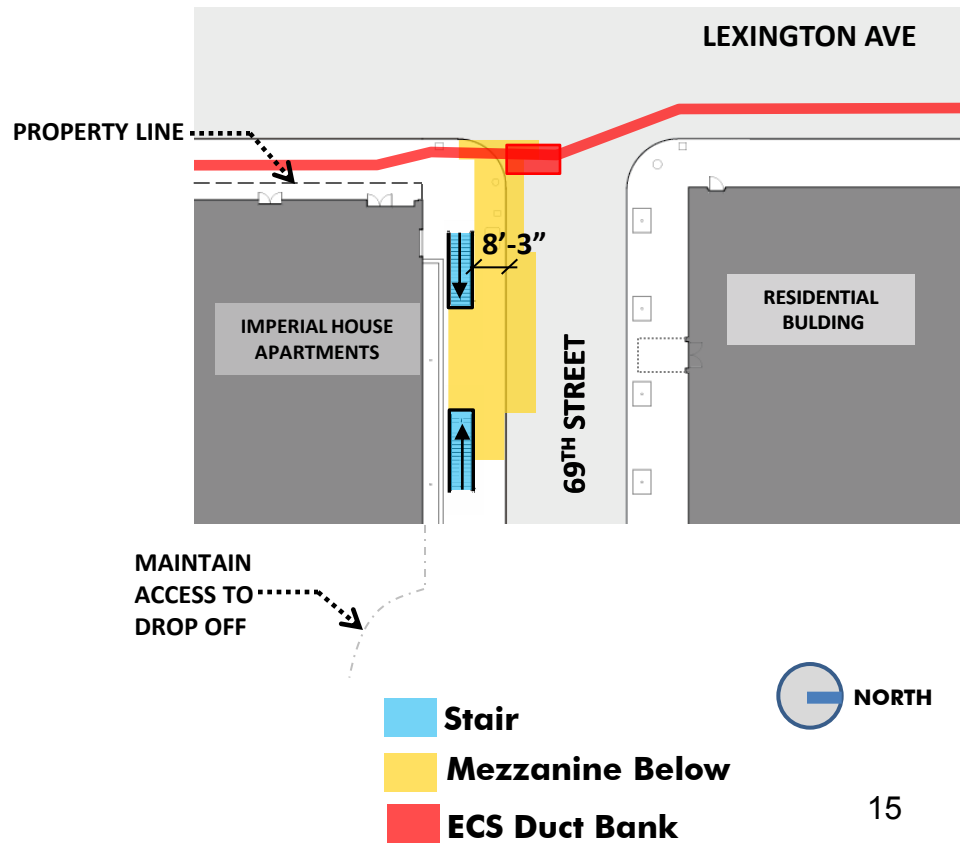 LEXINGTON AVE
PROPERTY LINE
8’-3”
IMPERIAL HOUSE
APARTMENTS
RESIDENTIAL
BULDING
69TH STREET
MAINTAIN
ACCESS TO
DROP OFF
NORTH
Stair
Mezzanine Below
ECS Duct Bank
15